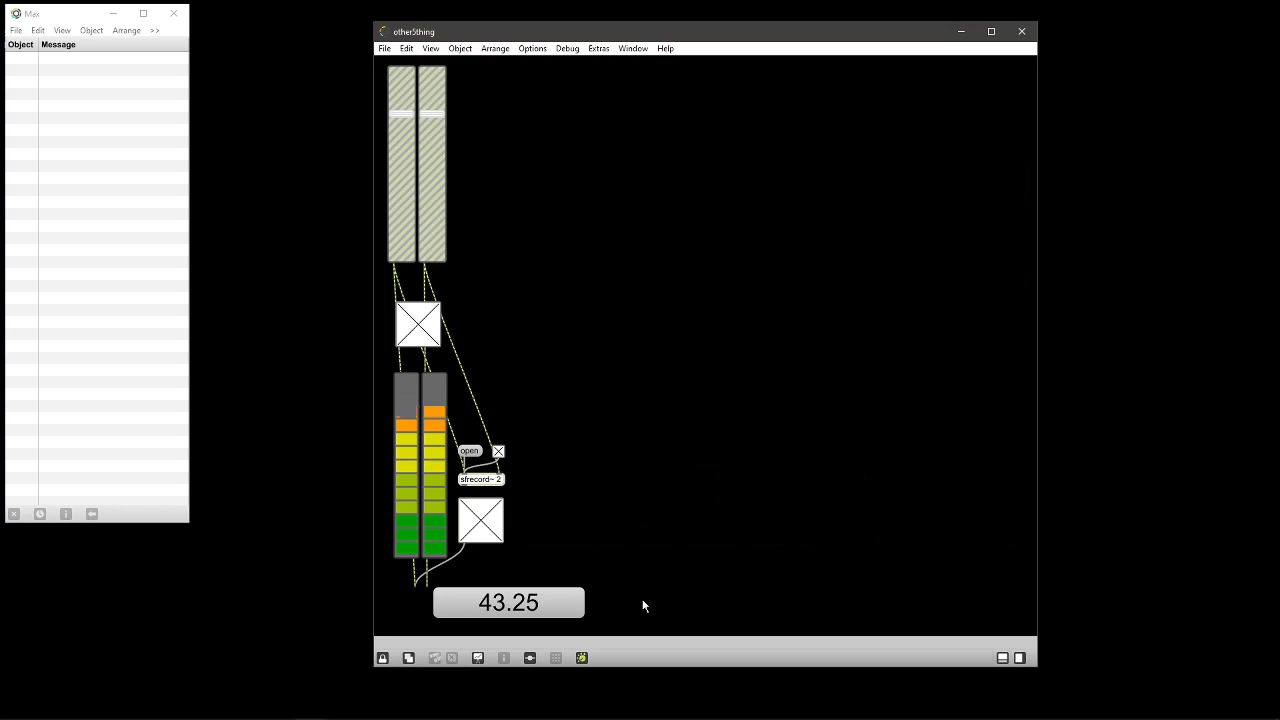 Max
File Edit View Object Arrange >>
Object Message
other5thing
File Edit View Object Arrange Options Debug Extras Window Help
open
sfrecord~ 2
43.25